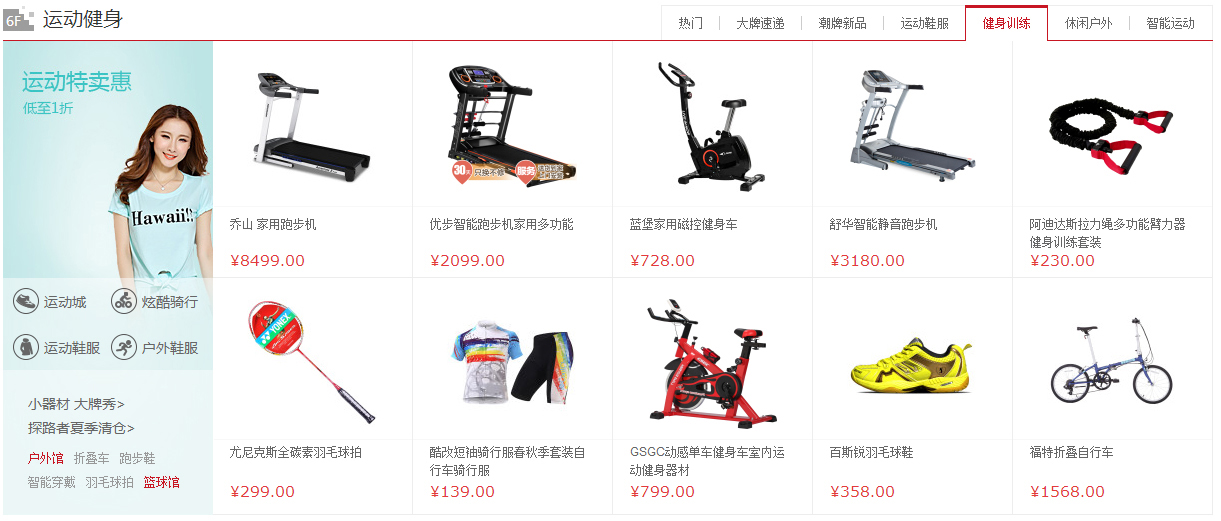 6F 运动健身
热门
大牌速递
潮牌新品
运动鞋服
健身训练
休闲户外
智能运动
运动特卖惠
低至1折
Hawaii!!
运动城
炫酷骑行
运动鞋服
户外鞋服
小器材 大牌秀>
探路者夏季清仓>
户外馆 折叠车 跑步鞋
智能穿戴 羽毛球拍 篮球馆
乔山 家用跑步机
¥8499.00
30天 只换不修 服务
优步智能跑步机家用多功能
¥2099.00
蓝堡家用磁控健身车
¥728.00
舒华智能静音跑步机
¥3180.00
阿迪达斯拉力绳多功能臂力器
健身训练套装
¥230.00
YONEX
尤尼克斯全碳素羽毛球拍
¥299.00
酷改短袖骑行服春秋季套装自
行车骑行服
¥139.00
GSGC动感单车健身车室内运
动健身器材
¥799.00
百斯锐羽毛球鞋
¥358.00
福特折叠自行车
¥1568.00